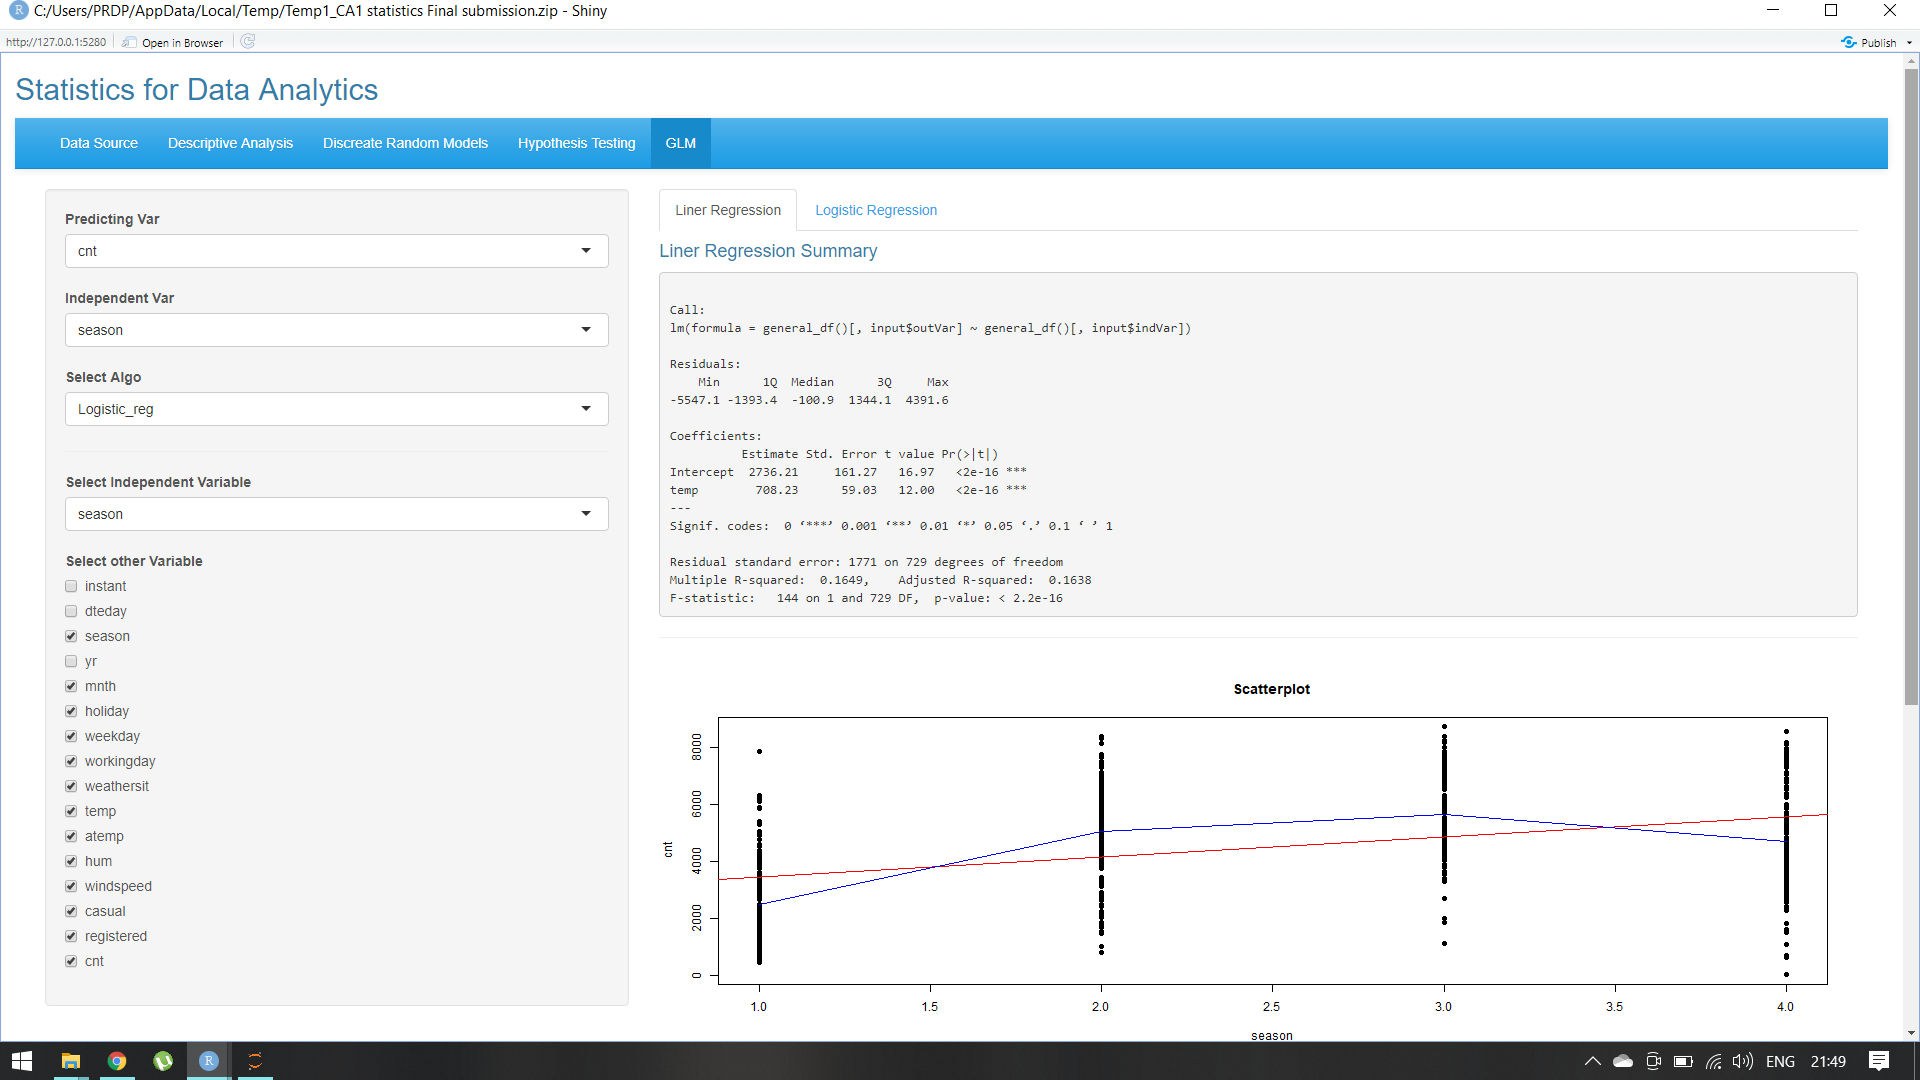 C:/Users/PRDP/AppData/Local/Temp/Temp1_CA1 statistics Final submission.zip - Shiny
http://127.0.0.1:5280 Open in Browser Publish
Statistics for Data Analytics
Data Source Descriptive Analysis Discreate Random Models Hypothesis Testing GLM
Predicting Var
cnt
Independent Var
season
Select Algo
Logistic_reg
Select Independent Variable
season
Select other Variable
instant
dteday
season
yr
mnth
holiday
weekday
workingday
weathersit
temp
atemp
hum
windspeed
casual
registered
cnt
Liner Regression Logistic Regression
Liner Regression Summary
Call:
lm(formula = general_df()[, input$outVar] ~ general_df()[, input$indVar])
Residuals:
Min 1Q Median 3Q Max
-5547.1 -1393.4 -100.9 1344.1 4391.6
Coefficients:
Estimate Std. Error t value Pr(>|t|)
Intercept 2736.21 161.27 16.97 <2e-16 ***
temp 708.23 59.03 12.00 <2e-16 ***
---
Signif. codes: 0 ‘***’ 0.001 ‘**’ 0.01 ‘*’ 0.05 ‘.’ 0.1 ‘ ’ 1
Residual standard error: 1771 on 729 degrees of freedom
Multiple R-squared: 0.1649, Adjusted R-squared: 0.1638
F-statistic: 144 on 1 and 729 DF, p-value: < 2.2e-16
Scatterplot
cnt
8000
6000
4000
2000
0
1.0 1.5 2.0 2.5 3.0 3.5 4.0
season
ENG 21:49